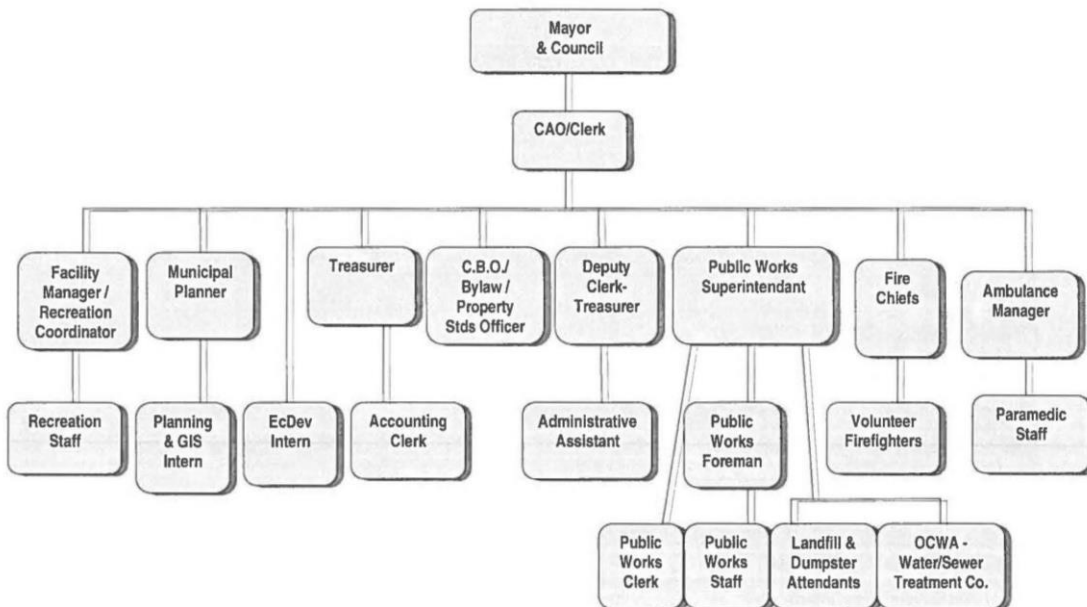 Mayor
& Council
CAO/Clerk
Facility
Manager /
Recreation
Coordinator
Municipal
Planner
Treasurer
C.B.O./
Bylaw /
Property
Stds Officer
Deputy
Clerk-
Treasurer
Public Works
Superintendant
Fire
Chiefs
Ambulance
Manager
Recreation
Staff
Planning
& GIS
Intern
EcDev
Intern
Accounting
Clerk
Administrative
Assistant
Public
Works
Foreman
Volunteer
Firefighters
Paramedic
Staff
Public
Works
Clerk
Public
Works
Staff
Landfill &
Dumpster
Attendants
OCWA -
Water/Sewer
Treatment Co.